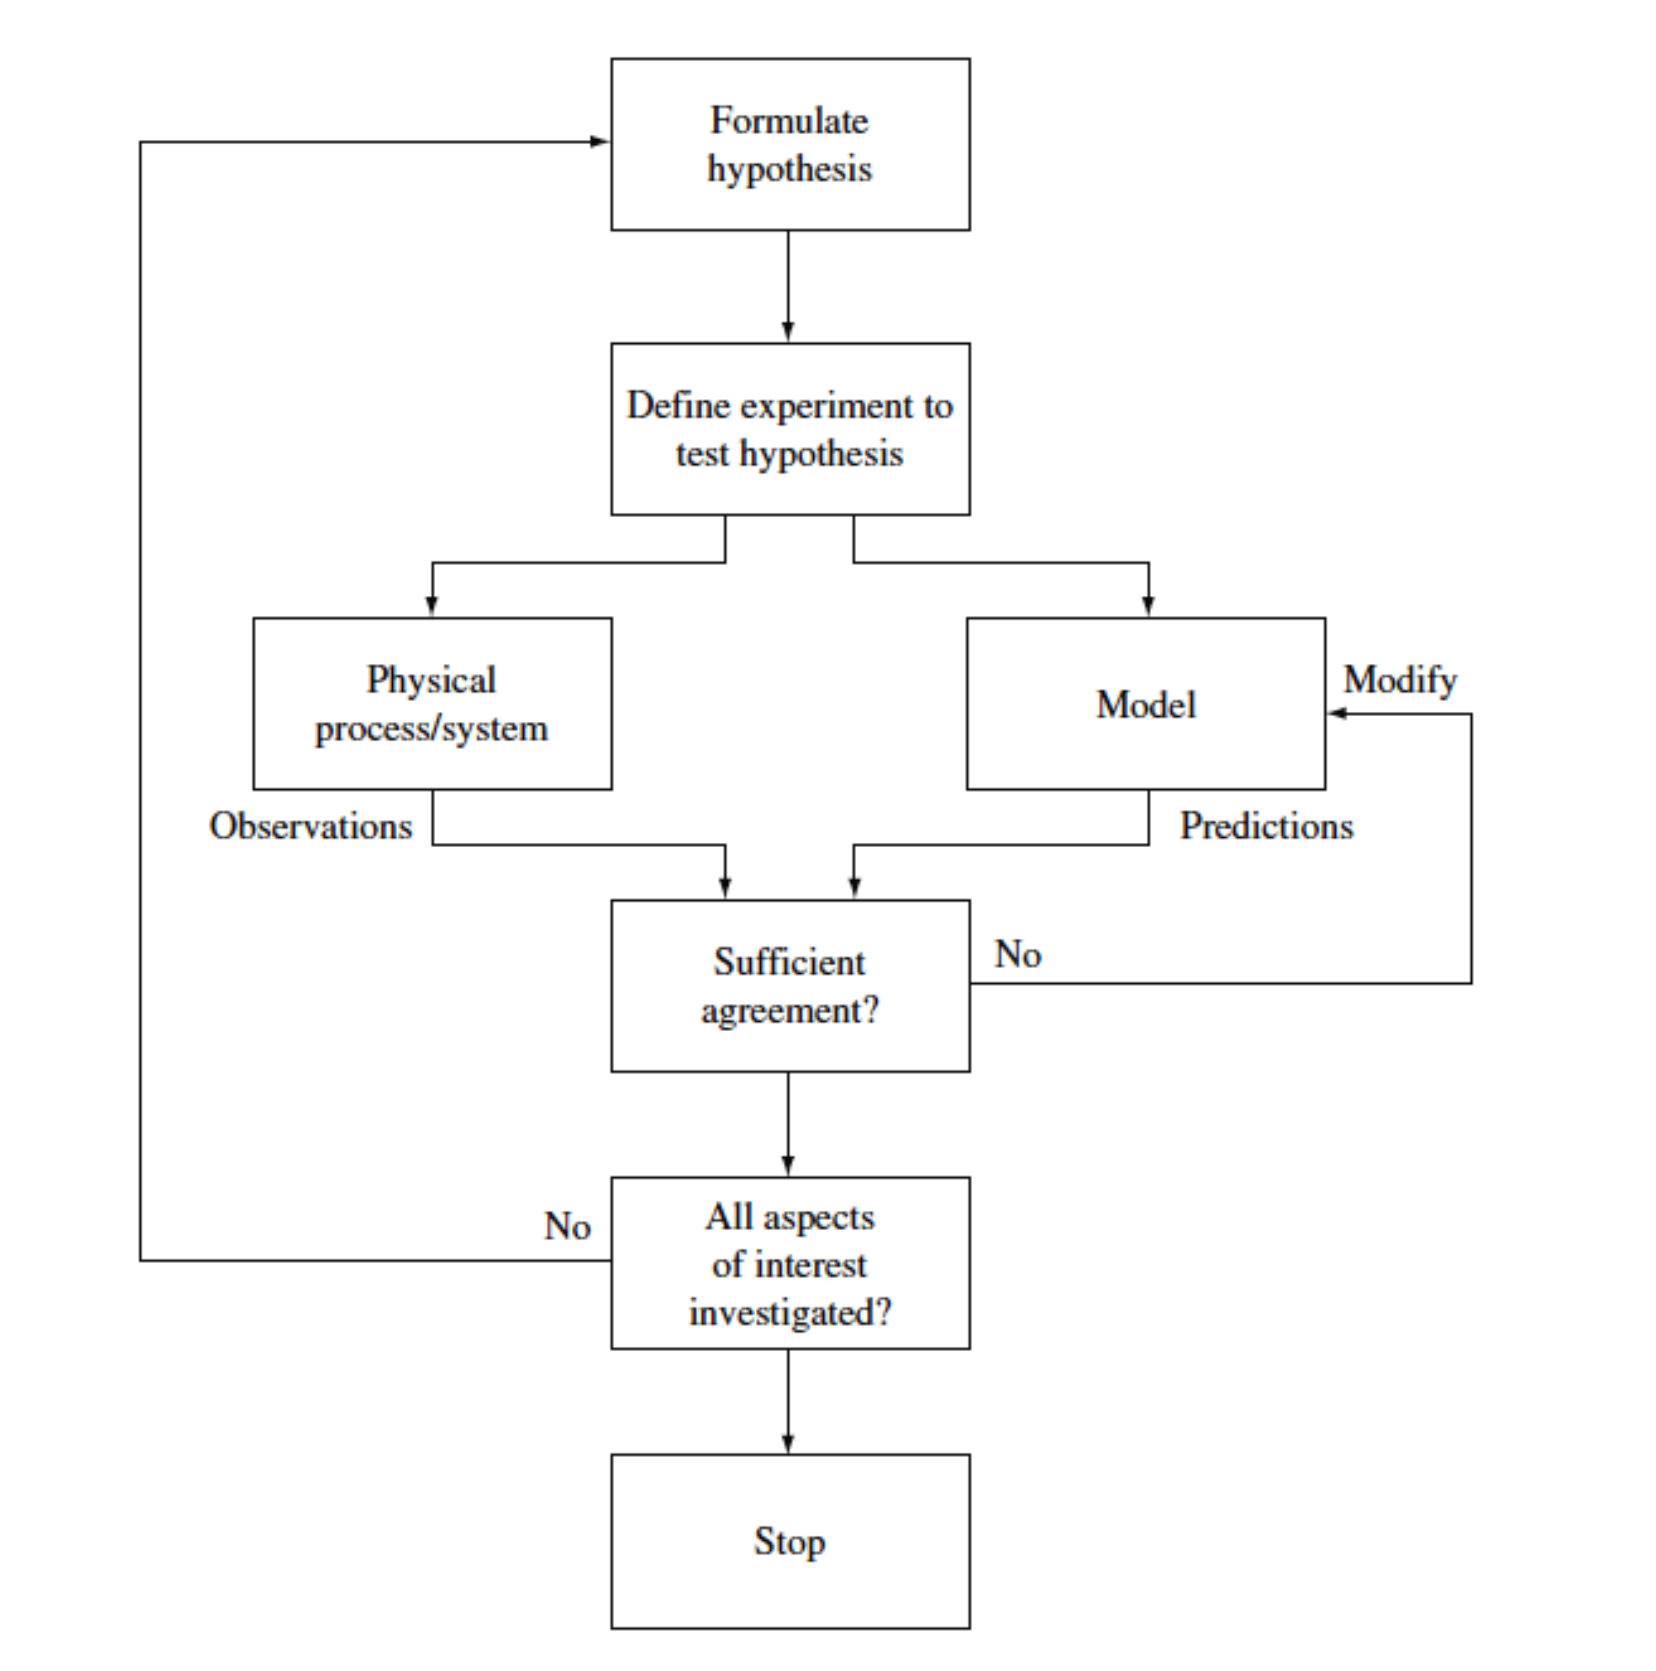 Formulate
hypothesis
Define experiment to
test hypothesis
Physical
process/system
Model
Modify
Observations
Predictions
Sufficient
agreement?
No
No
All aspects
of interest
investigated?
Stop